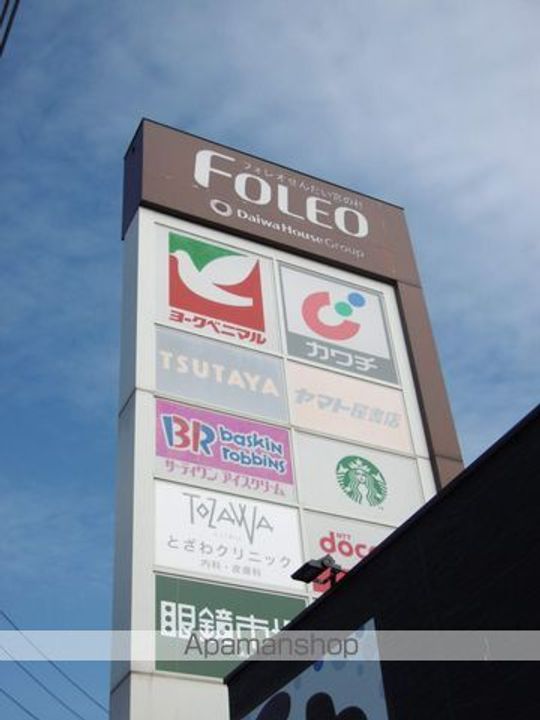 フォレオせんだい宮の杜
FOLEO
Daiwa House Group
ヨークベニマル
カワチ
TSUTAYA
ヤマト屋書店
BR baskin robbins
サーティワン アイスクリーム
TOZAWA
とざわクリニック
内科・皮膚科
NTT
doco
眼鏡市場
Apamanshop